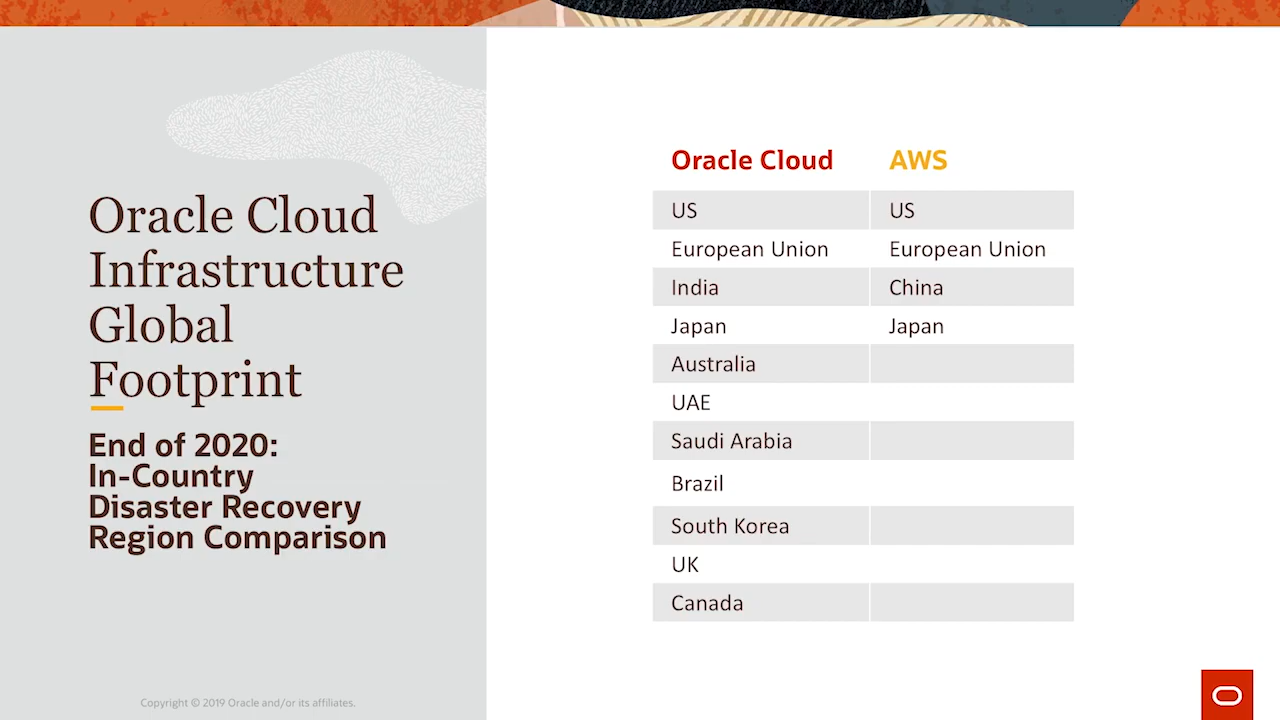 Oracle Cloud
Infrastructure
Global
Footprint
End of 2020:
In-Country
Disaster Recovery
Region Comparison
Oracle Cloud AWS
US US
European Union European Union
India China
Japan Japan
Australia
UAE
Saudi Arabia
Brazil
South Korea
UK
Canada
Copyright © 2019 Oracle and/or its affiliates.